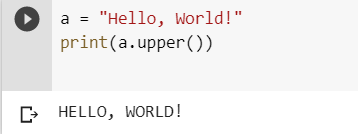 a = "Hello, World!"
print(a.upper())
HELLO, WORLD!